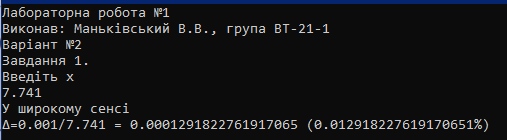 Лабораторна робота №1
Виконав: Маньківський В.В., група ВТ-21-1
Варіант №2
Завдання 1.
Введіть x
7.741
У широкому сенсі
Δ=0.001/7.741 = 0.0001291822761917065 (0.012918227619170651%)